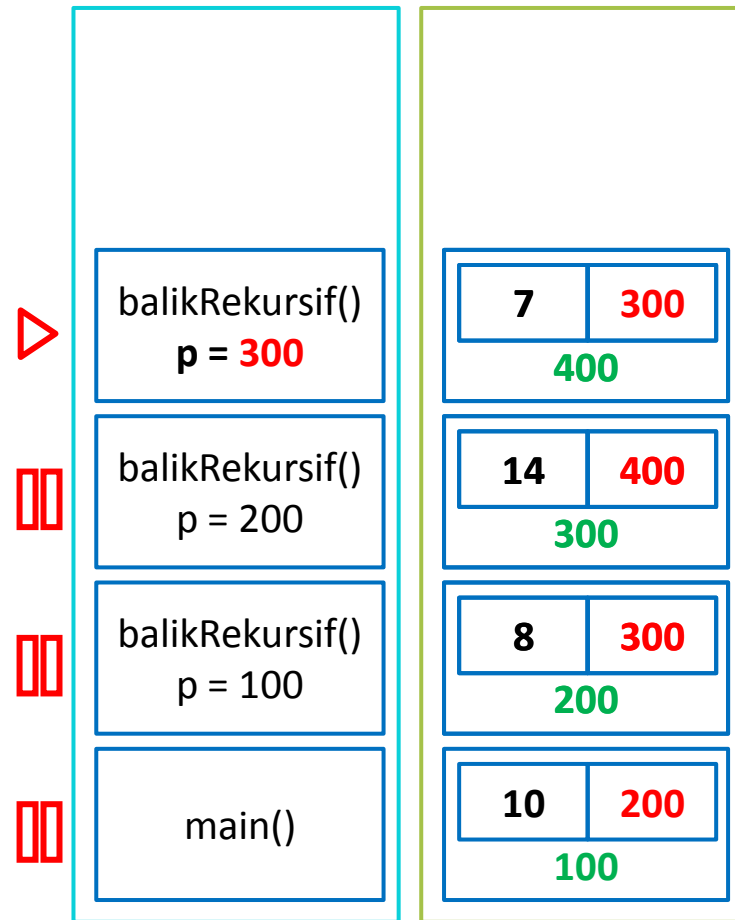 balikRekursif()
p = 300
balikRekursif()
p = 200
balikRekursif()
p = 100
main()
7 300
400
14 400
300
8 300
200
10 200
100